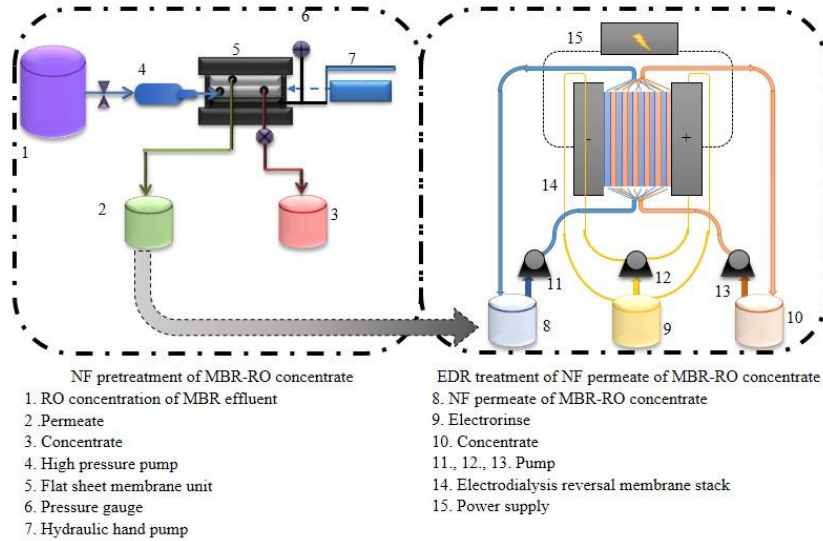 6
15
5
7
4
-
+
1
14
2
3
11
12
13
8
9
10
NF pretreatment of MBR-RO concentrate
1. RO concentration of MBR effluent
2 .Permeate
3. Concentrate
4. High pressure pump
5. Flat sheet membrane unit
6. Pressure gauge
7. Hydraulic hand pump
EDR treatment of NF permeate of MBR-RO concentrate
8. NF permeate of MBR-RO concentrate
9. Electrorinse
10. Concentrate
11., 12., 13. Pump
14. Electrodialysis reversal membrane stack
15. Power supply